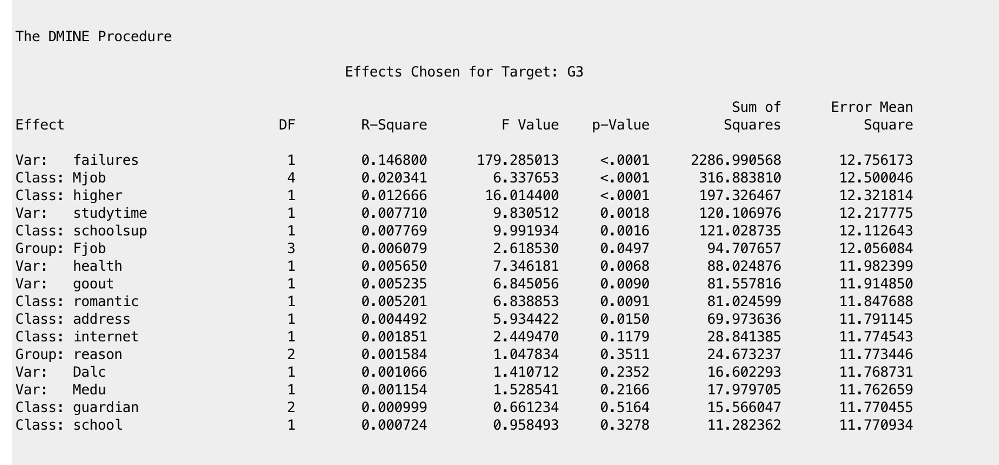 The DMINE Procedure
Effects Chosen for Target: G3
Sum of Error Mean
Effect DF R-Square F Value p-Value Squares Square
Var: failures 1 0.146800 179.285013 <.0001 2286.990568 12.756173
Class: Mjob 4 0.020341 6.337653 <.0001 316.883810 12.500046
Class: higher 1 0.012666 16.014400 <.0001 197.326467 12.321814
Var: studytime 1 0.007710 9.830512 0.0018 120.106976 12.217775
Class: schoolsup 1 0.007769 9.991934 0.0016 121.028735 12.112643
Group: Fjob 3 0.006079 2.618530 0.0497 94.707657 12.056084
Var: health 1 0.005650 7.346181 0.0068 88.024876 11.982399
Var: goout 1 0.005235 6.845056 0.0090 81.557816 11.914850
Class: romantic 1 0.005201 6.838853 0.0091 81.024599 11.847688
Class: address 1 0.004492 5.934422 0.0150 69.973636 11.791145
Class: internet 1 0.001851 2.449470 0.1179 28.841385 11.774543
Group: reason 2 0.001584 1.047834 0.3511 24.673237 11.773446
Var: Dalc 1 0.001066 1.410712 0.2352 16.602293 11.768731
Var: Medu 1 0.001154 1.528541 0.2166 17.979705 11.762659
Class: guardian 2 0.000999 0.661234 0.5164 15.566047 11.770455
Class: school 1 0.000724 0.958493 0.3278 11.282362 11.770934